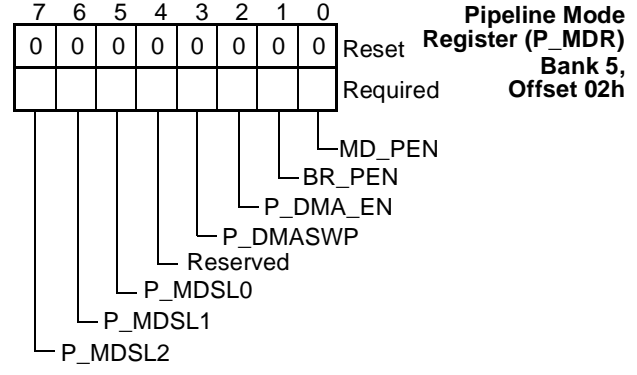 7 6 5 4 3 2 1 0
Pipeline Mode
0 0 0 0 0 0 0 0 Reset
Register (P_MDR)
Bank 5,
Required
Offset 02h
MD_PEN
BR_PEN
P_DMA_EN
P_DMASWP
Reserved
P_MDSL0
P_MDSL1
P_MDSL2